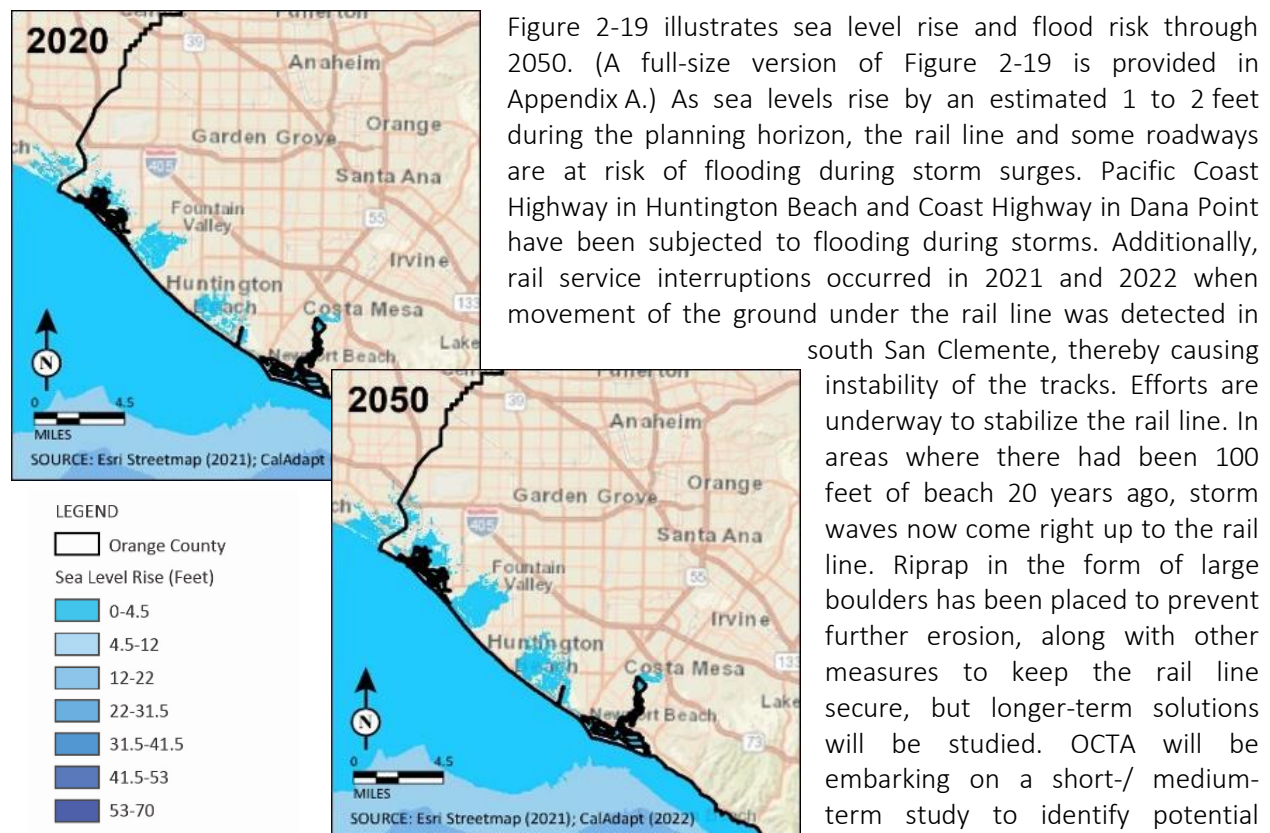 2020
39
Anaheim
Garden Grove
Orange
ch
405
Santa Ana
Fountain
Valley
55
Irvine
Huntington
Beach
Costa Mesa
133
Lake
Newport Beach
N
0 4.5
MILES
SOURCE: Esri Streetmap (2021); CalAdapt
LEGEND
Orange County
Sea Level Rise (Feet)
0-4.5
4.5-12
12-22
22-31.5
31.5-41.5
41.5-53
53-70
2050
39
Anaheim
Garden Grove
Orange
ch
405
Santa Ana
Fountain
Valley
55
Irvine
Huntington
Beach
Costa Mesa
133
Lake
Newport Beach
73
N
0 4.5
MILES
SOURCE: Esri Streetmap (2021); CalAdapt (2022)
Figure 2-19 illustrates sea level rise and flood risk through
2050. (A full-size version of Figure 2-19 is provided in
Appendix A.) As sea levels rise by an estimated 1 to 2 feet
during the planning horizon, the rail line and some roadways
are at risk of flooding during storm surges. Pacific Coast
Highway in Huntington Beach and Coast Highway in Dana Point
have been subjected to flooding during storms. Additionally,
rail service interruptions occurred in 2021 and 2022 when
movement of the ground under the rail line was detected in
south San Clemente, thereby causing
instability of the tracks. Efforts are
underway to stabilize the rail line. In
areas where there had been 100
feet of beach 20 years ago, storm
waves now come right up to the rail
line. Riprap in the form of large
boulders has been placed to prevent
further erosion, along with other
measures to keep the rail line
secure, but longer-term solutions
will be studied. OCTA will be
embarking on a short-/ medium-
term study to identify potential